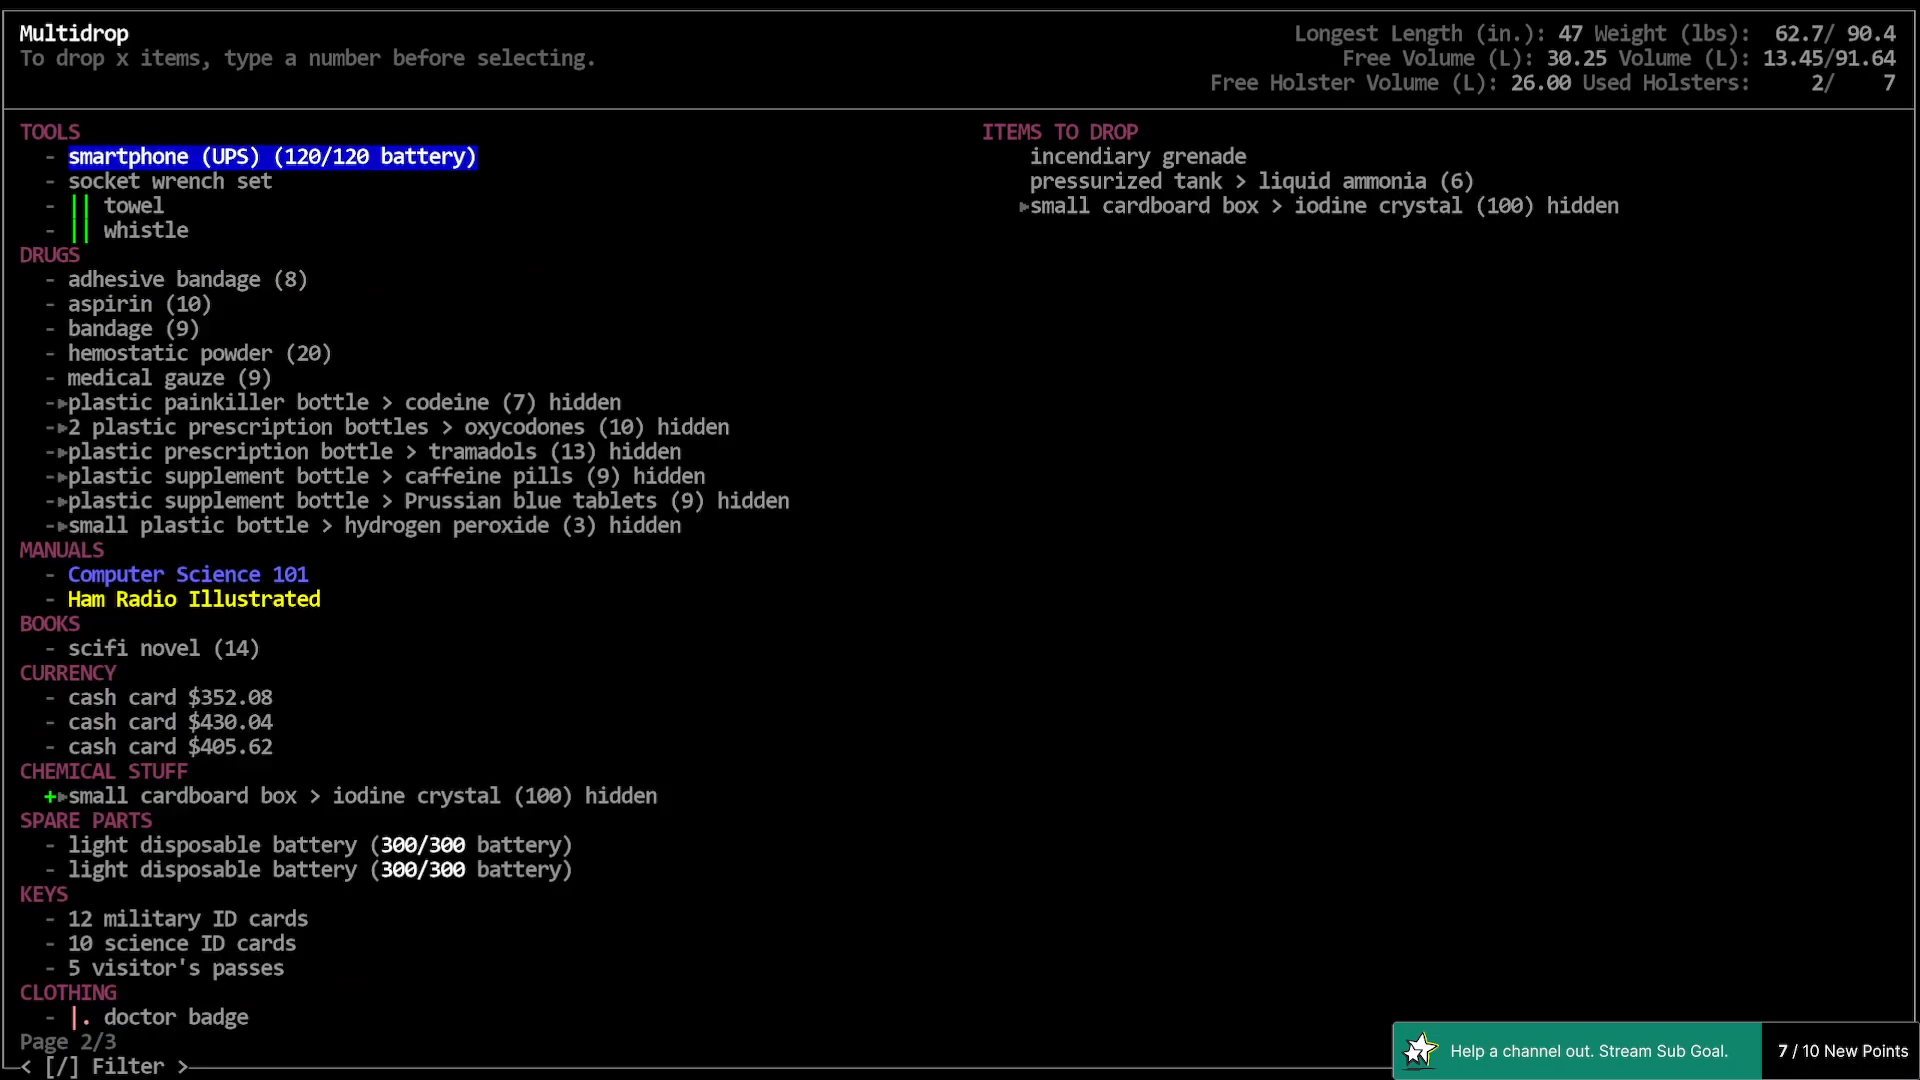 Multidrop
To drop x items, type a number before selecting.
Longest Length (in.): 47 Weight (lbs): 62.7/ 90.4
Free Volume (L): 30.25 Volume (L): 13.45/91.64
Free Holster Volume (L): 26.00 Used Holsters: 2/ 7
TOOLS
- smartphone (UPS) (120/120 battery)
- socket wrench set
- || towel
- || whistle
DRUGS
- adhesive bandage (8)
- aspirin (10)
- bandage (9)
- hemostatic powder (20)
- medical gauze (9)
-▸plastic painkiller bottle > codeine (7) hidden
-▸2 plastic prescription bottles > oxycodones (10) hidden
-▸plastic prescription bottle > tramadols (13) hidden
-▸plastic supplement bottle > caffeine pills (9) hidden
-▸plastic supplement bottle > Prussian blue tablets (9) hidden
-▸small plastic bottle > hydrogen peroxide (3) hidden
MANUALS
- Computer Science 101
- Ham Radio Illustrated
BOOKS
- scifi novel (14)
CURRENCY
- cash card $352.08
- cash card $430.04
- cash card $405.62
CHEMICAL STUFF
+▸small cardboard box > iodine crystal (100) hidden
SPARE PARTS
- light disposable battery (300/300 battery)
- light disposable battery (300/300 battery)
KEYS
- 12 military ID cards
- 10 science ID cards
- 5 visitor's passes
CLOTHING
- |. doctor badge
Page 2/3
< [/] Filter >
ITEMS TO DROP
incendiary grenade
pressurized tank > liquid ammonia (6)
▸small cardboard box > iodine crystal (100) hidden
7
Help a channel out. Stream Sub Goal.
7 / 10 New Points